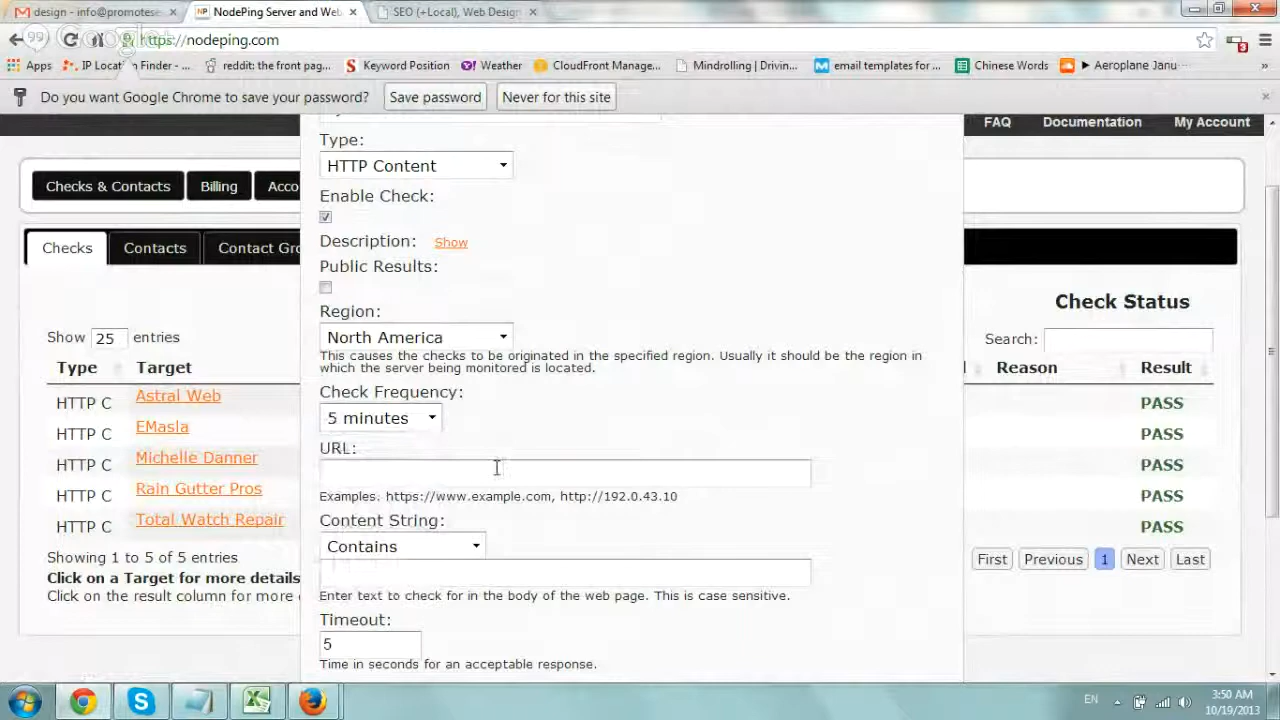 design - info@promotese
NodePing Server and Web
SEO (+Local), Web Design
99
https://nodeping.com
3
Apps
IP Location Finder - ...
reddit: the front pag...
Keyword Position
Weather
CloudFront Manage...
Mindrolling | Drivin...
email templates for ...
Chinese Words
Aeroplane Janu
»
Do you want Google Chrome to save your password?
Save password
Never for this site
FAQ
Documentation
My Account
Checks & Contacts
Billing
Acco
Checks
Contacts
Contact Gro
Type:
HTTP Content
Enable Check:
Description: Show
Public Results:
Region:
North America
This causes the checks to be originated in the specified region. Usually it should be the region in
which the server being monitored is located.
Check Frequency:
5 minutes
URL:
Examples. https://www.example.com, http://192.0.43.10
Content String:
Contains
Enter text to check for in the body of the web page. This is case sensitive.
Timeout:
5
Time in seconds for an acceptable response.
Show 25 entries
Type Target
HTTP C Astral Web
HTTP C EMasla
HTTP C Michelle Danner
HTTP C Rain Gutter Pros
HTTP C Total Watch Repair
Showing 1 to 5 of 5 entries
Click on a Target for more details
Click on the result column for more
Check Status
Search:
Reason Result
PASS
PASS
PASS
PASS
PASS
First Previous 1 Next Last
EN
3:50 AM
10/19/2013